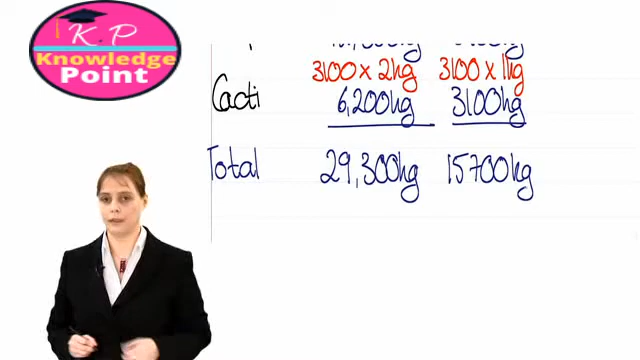 K.P
Knowledge
Point
3100 x 2kg 3100 x 1kg
Cacti 6,200kg 3100kg
Total 29,300kg 15700kg